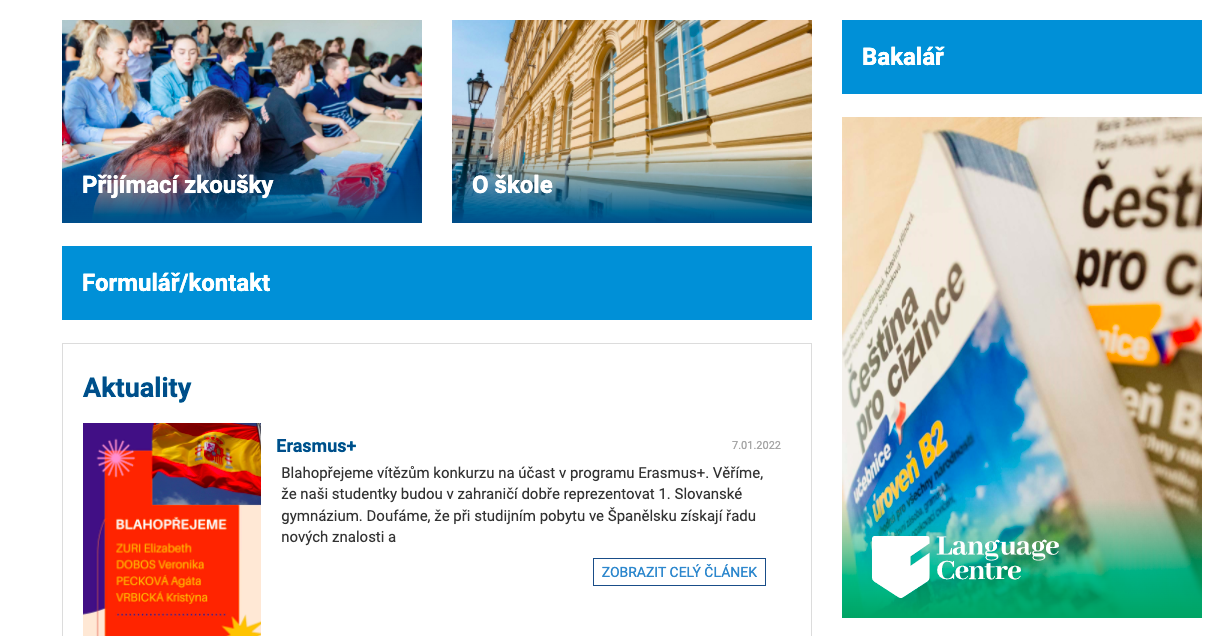 Přijímací zkoušky
O škole
Formulář/kontakt
Aktuality
BLAHOPŘEJEME
ZURI Elizabeth
DOBOS Veronika
PECKOVÁ Agáta
VRBICKÁ Kristýna
Erasmus+
7.01.2022
Blahopřejeme vítězům konkurzu na účast v programu Erasmus+. Věříme,
že naši studentky budou v zahraničí dobře reprezentovat 1. Slovanské
gymnázium. Doufáme, že při studijním pobytu ve Španělsku získají řadu
nových znalosti a
ZOBRAZIT CELÝ ČLÁNEK
Bakalář
Čeština
pro cizince
učebnice
úroveň B2
Language
Centre